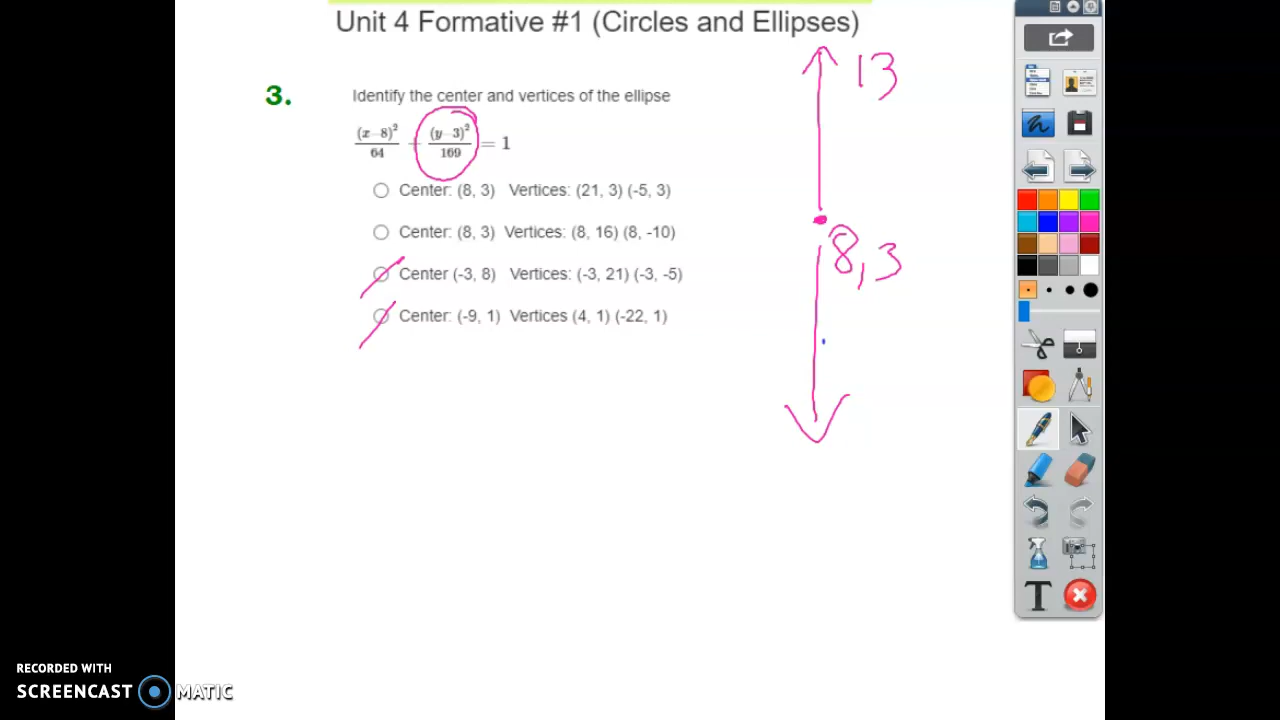 Unit 4 Formative #1 (Circles and Ellipses)
13
3. Identify the center and vertices of the ellipse
(x-8)²/64 + (y-3)²/169 = 1
Center: (8, 3) Vertices: (21, 3) (-5, 3)
Center: (8, 3) Vertices: (8, 16) (8, -10)
8,3
Center (-3, 8) Vertices: (-3, 21) (-3, -5)
Center: (-9, 1) Vertices (4, 1) (-22, 1)
T
RECORDED WITH
SCREENCAST MATIC